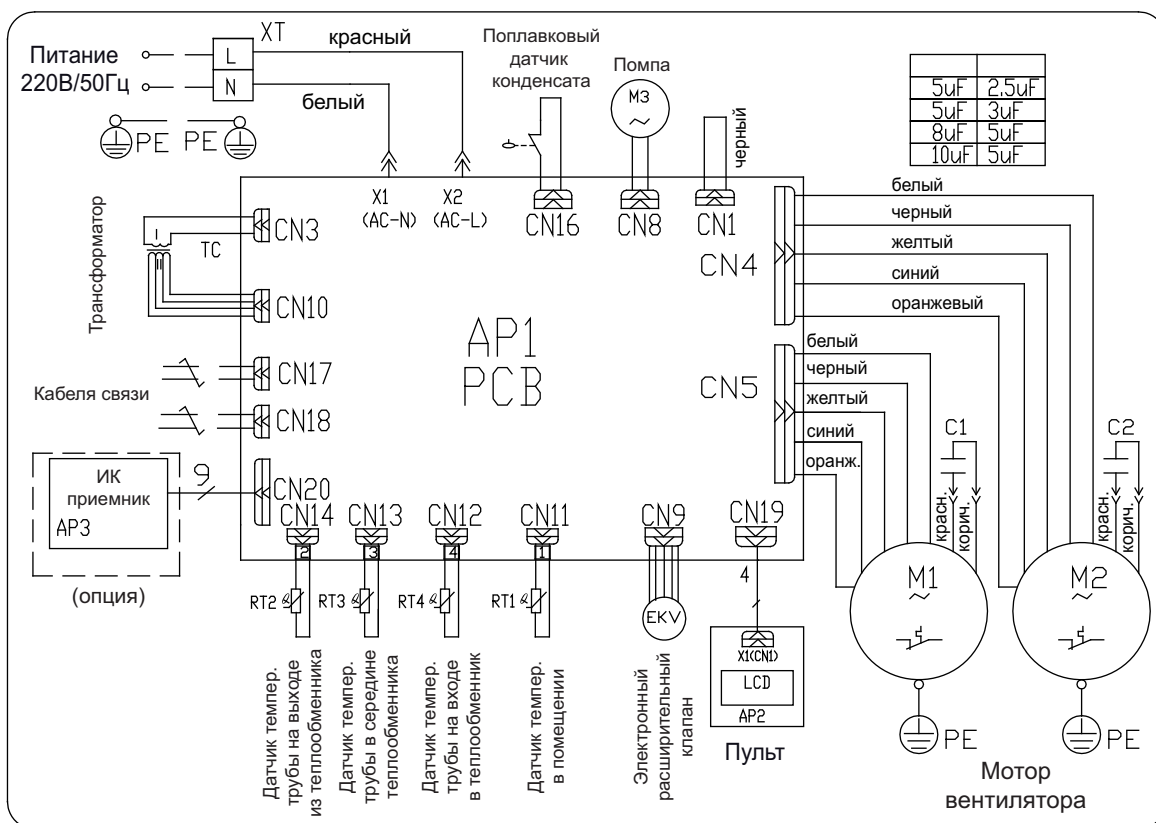 Питание
220В/50Гц
L
N
XT
красный
белый
PE PE
X1
(AC-N)
X2
(AC-L)
Поплавковый
датчик
конденсата
CN16
Помпа
M3
~
CN8
черный
CN1
5uF 2.5uF
5uF 3uF
8uF 5uF
10uF 5uF
Трансформатор
I
II
TC
CN3
CN10
Кабеля связи
CN17
CN18
ИК
приемник
AP3
(опция)
9
CN20
AP1
PCB
CN4
белый
черный
желтый
синий
оранжевый
CN5
белый
черный
желтый
синий
оранж.
C1
красн.
корич.
C2
красн.
корич.
M1
~
M2
~
PE
PE
Мотор
вентилятора
CN14
2
RT2
Датчик темпер.
трубы на выходе
из теплообменника
CN13
3
RT3
Датчик темпер.
трубы в середине
теплообменника
CN12
4
RT4
Датчик темпер.
трубы на входе
в теплообменник
CN11
1
RT1
Датчик темпер.
в помещении
CN9
EKV
Электронный
расширительный
клапан
CN19
4
X1(CN1)
LCD
AP2
Пульт